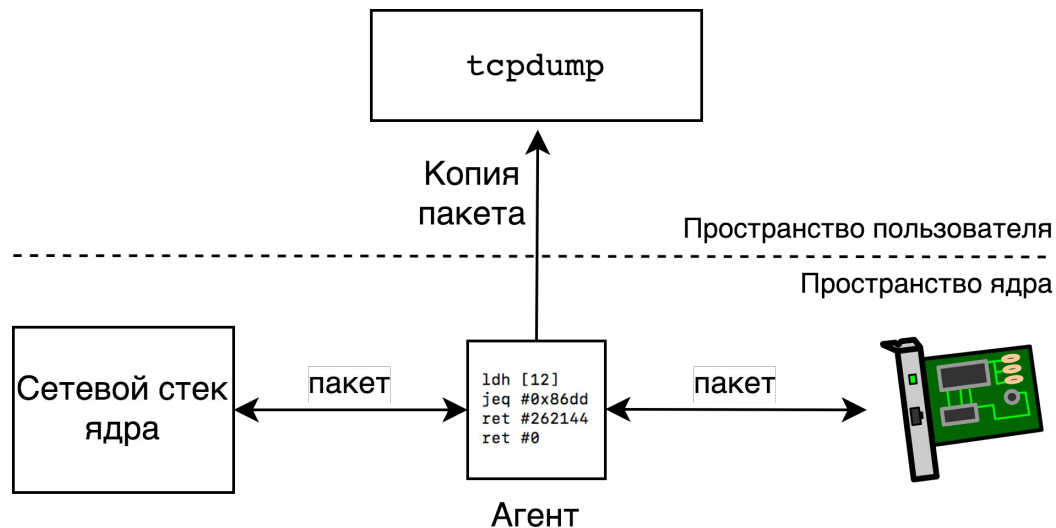 tcpdump
Копия
пакета
Пространство пользователя
Пространство ядра
Сетевой стек
ядра
пакет
ldh [12]
jeq #0x86dd
ret #262144
ret #0
пакет
Агент